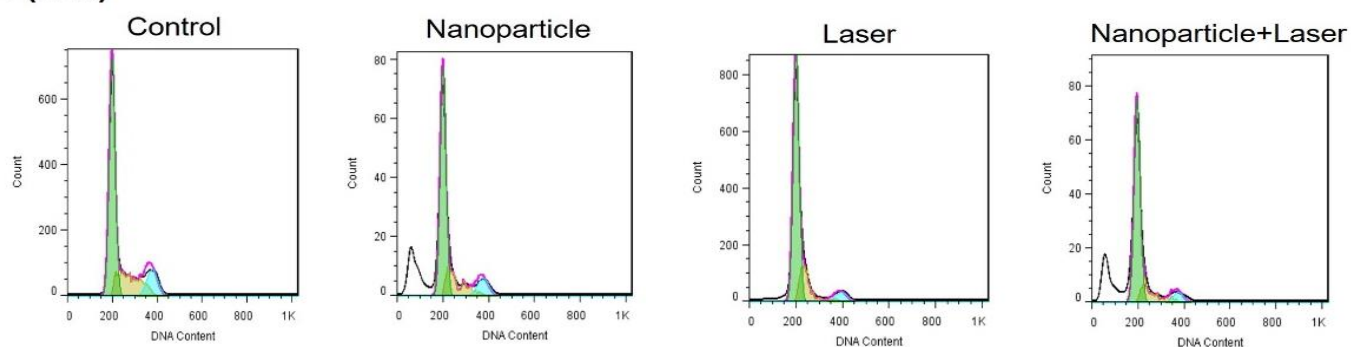 Control
600
400
200
0
Count
0 200 400 600 800 1K
DNA Content
Nanoparticle
80
60
40
20
0
Count
0 200 400 600 800 1K
DNA Content
Laser
800
600
400
200
0
Count
0 200 400 600 800 1K
DNA Content
Nanoparticle+Laser
80
60
40
20
0
Count
0 200 400 600 800 1K
DNA Content